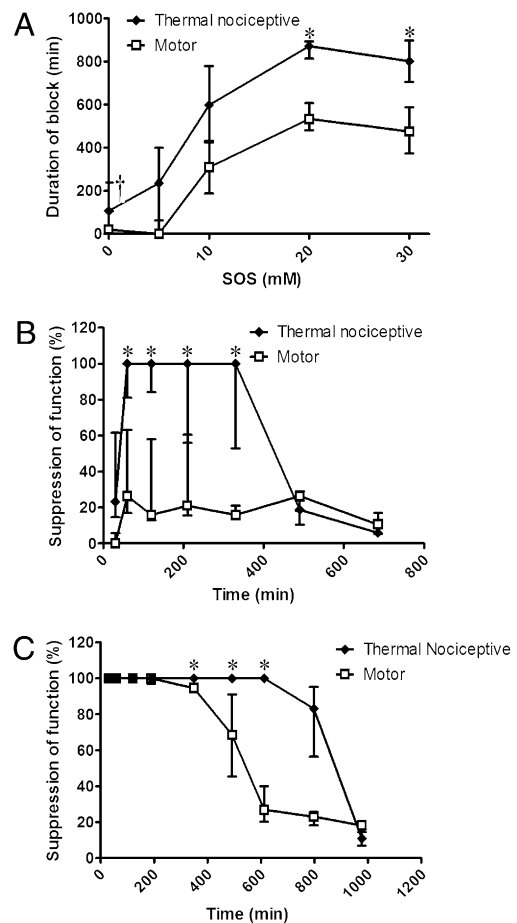 A
Thermal nociceptive
Motor
Duration of block (min)
1000
800
600
400
200
0
*
*
†
0
10
20
30
SOS (mM)
B
Thermal nociceptive
Motor
Suppression of function (%)
120
100
80
60
40
20
0
* * * *
0
200
400
600
800
Time (min)
C
Thermal Nociceptive
Motor
Suppression of function (%)
120
100
80
60
40
20
0
* * *
0
200
400
600
800
1000
1200
Time (min)